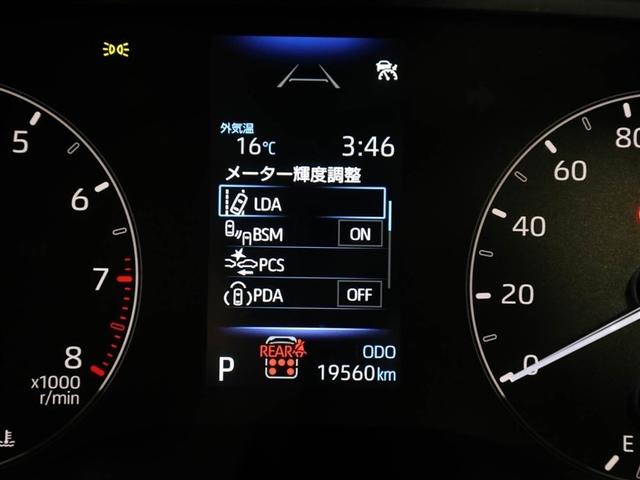 外気温
16℃ 3:46
メーター輝度調整
LDA
BSM ON
PCS
PDA OFF
REAR
ODO
P 19560km
5
6
7
8
x1000
r/min
80
60
40
20
0
E